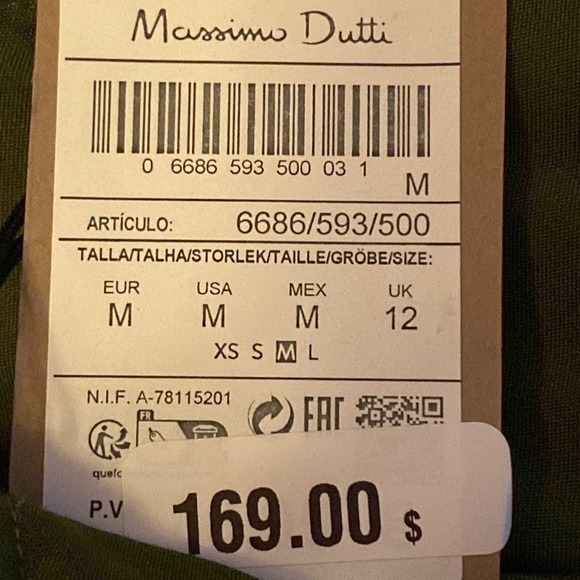 Massimo Dutti
0 6686 593 500 03 1
M
ARTÍCULO: 6686/593/500
TALLA/TALHA/STORLEK/TAILLE/GRÖBE/SIZE:
EUR USA MEX UK
M M M 12
XS S M L
N.I.F. A-78115201
FR
EAC
P.V
169.00 $